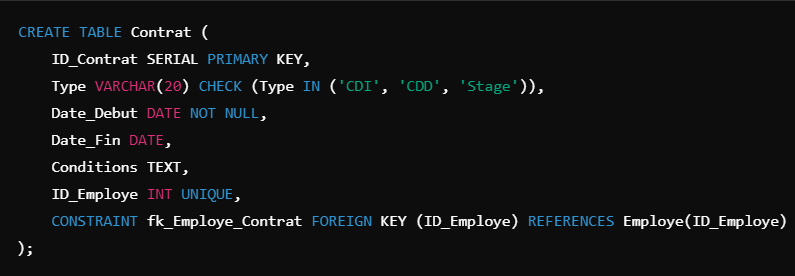 CREATE TABLE Contrat (
    ID_Contrat SERIAL PRIMARY KEY,
    Type VARCHAR(20) CHECK (Type IN ('CDI', 'CDD', 'Stage')),
    Date_Debut DATE NOT NULL,
    Date_Fin DATE,
    Conditions TEXT,
    ID_Employe INT UNIQUE,
    CONSTRAINT fk_Employe_Contrat FOREIGN KEY (ID_Employe) REFERENCES Employe(ID_Employe)
);